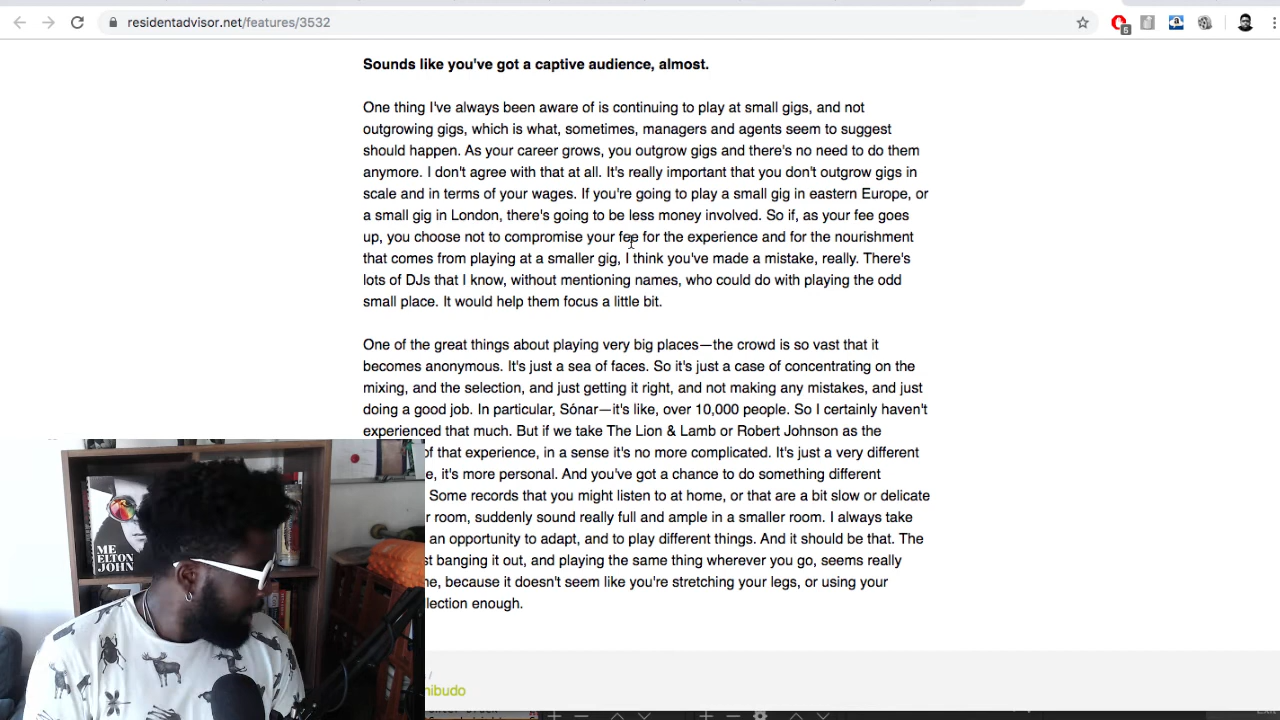 residentadvisor.net/features/3532
5
Sounds like you've got a captive audience, almost.
One thing I've always been aware of is continuing to play at small gigs, and not
outgrowing gigs, which is what, sometimes, managers and agents seem to suggest
should happen. As your career grows, you outgrow gigs and there's no need to do them
anymore. I don't agree with that at all. It's really important that you don't outgrow gigs in
scale and in terms of your wages. If you're going to play a small gig in eastern Europe, or
a small gig in London, there's going to be less money involved. So if, as your fee goes
up, you choose not to compromise your fee for the experience and for the nourishment
that comes from playing at a smaller gig, I think you've made a mistake, really. There's
lots of DJs that I know, without mentioning names, who could do with playing the odd
small place. It would help them focus a little bit.
One of the great things about playing very big places—the crowd is so vast that it
becomes anonymous. It's just a sea of faces. So it's just a case of concentrating on the
mixing, and the selection, and just getting it right, and not making any mistakes, and just
doing a good job. In particular, Sónar—it's like, over 10,000 people. So I certainly haven't
experienced that much. But if we take The Lion & Lamb or Robert Johnson as the
of that experience, in a sense it's no more complicated. It's just a very different
e, it's more personal. And you've got a chance to do something different
Some records that you might listen to at home, or that are a bit slow or delicate
r room, suddenly sound really full and ample in a smaller room. I always take
an opportunity to adapt, and to play different things. And it should be that. The
st banging it out, and playing the same thing wherever you go, seems really
ne, because it doesn't seem like you're stretching your legs, or using your
lection enough.
/
hibudo
ME
ELTON
JOHN